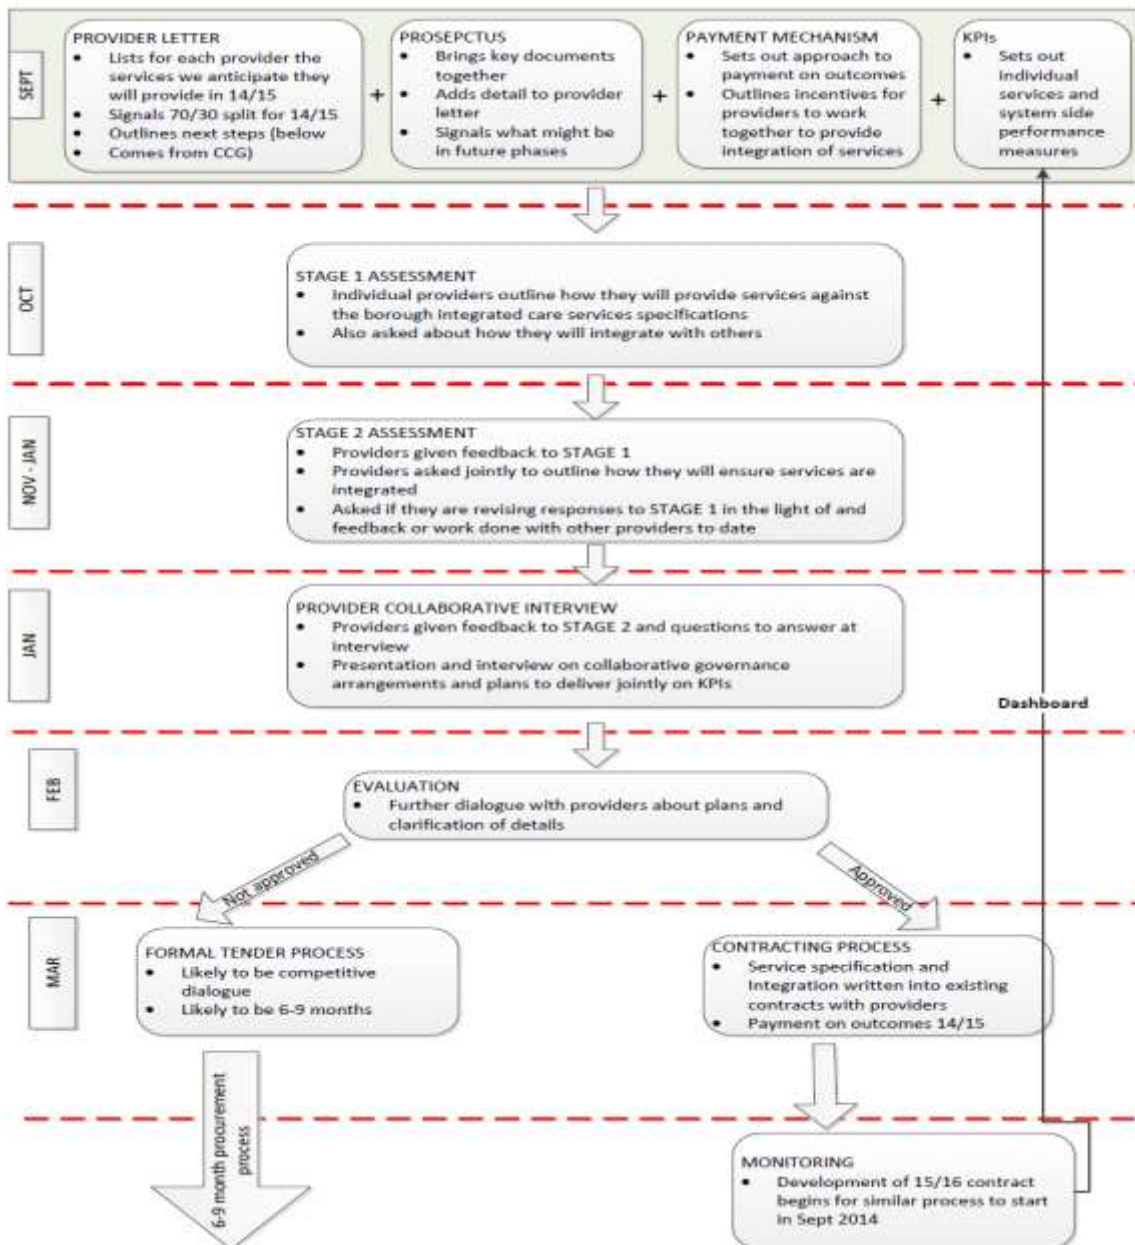 SEPT
PROVIDER LETTER
• Lists for each provider the
services we anticipate they
will provide in 14/15
• Signals 70/30 split for 14/15
• Outlines next steps (below
• Comes from CCG)
+
PROSEPCTUS
• Brings key documents
together
• Adds detail to provider
letter
• Signals what might be
in future phases
+
PAYMENT MECHANISM
• Sets out approach to
payment on outcomes
• Outlines incentives for
providers to work
together to provide
integration of services
+
KPIs
• Sets out
individual
services and
system side
performance
measures
OCT
STAGE 1 ASSESSMENT
• Individual providers outline how they will provide services against
the borough integrated care services specifications
• Also asked about how they will integrate with others
NOV - JAN
STAGE 2 ASSESSMENT
• Providers given feedback to STAGE 1
• Providers asked jointly to outline how they will ensure services are
integrated
• Asked if they are revising responses to STAGE 1 in the light of and
feedback or work done with other providers to date
JAN
PROVIDER COLLABORATIVE INTERVIEW
• Providers given feedback to STAGE 2 and questions to answer at
interview
• Presentation and interview on collaborative governance
arrangements and plans to deliver jointly on KPIs
Dashboard
FEB
EVALUATION
• Further dialogue with providers about plans and
clarification of details
Not approved
Approved
MAR
FORMAL TENDER PROCESS
• Likely to be competitive
dialogue
• Likely to be 6-9 months
CONTRACTING PROCESS
• Service specification and
Integration written into existing
contracts with providers
• Payment on outcomes 14/15
6-9 month procurement
process
MONITORING
• Development of 15/16 contract
begins for similar process to start
in Sept 2014